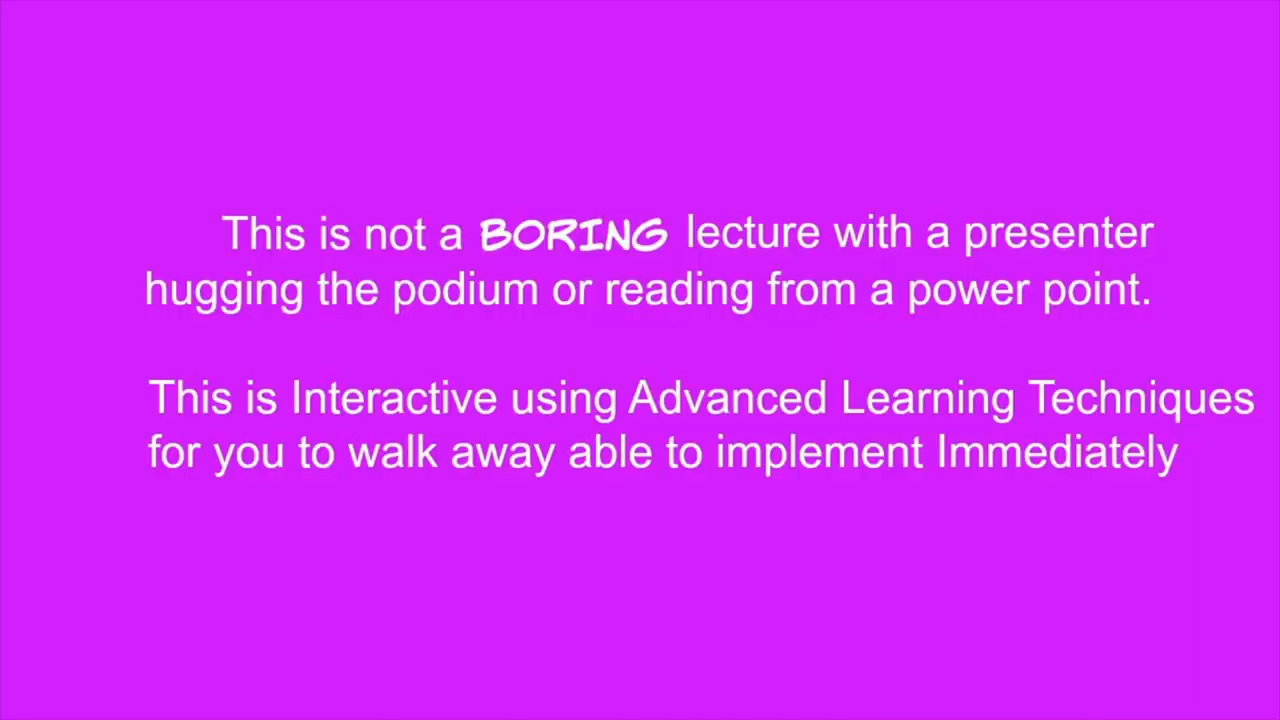 This is not a BORING lecture with a presenter
hugging the podium or reading from a power point.
This is Interactive using Advanced Learning Techniques
for you to walk away able to implement Immediately